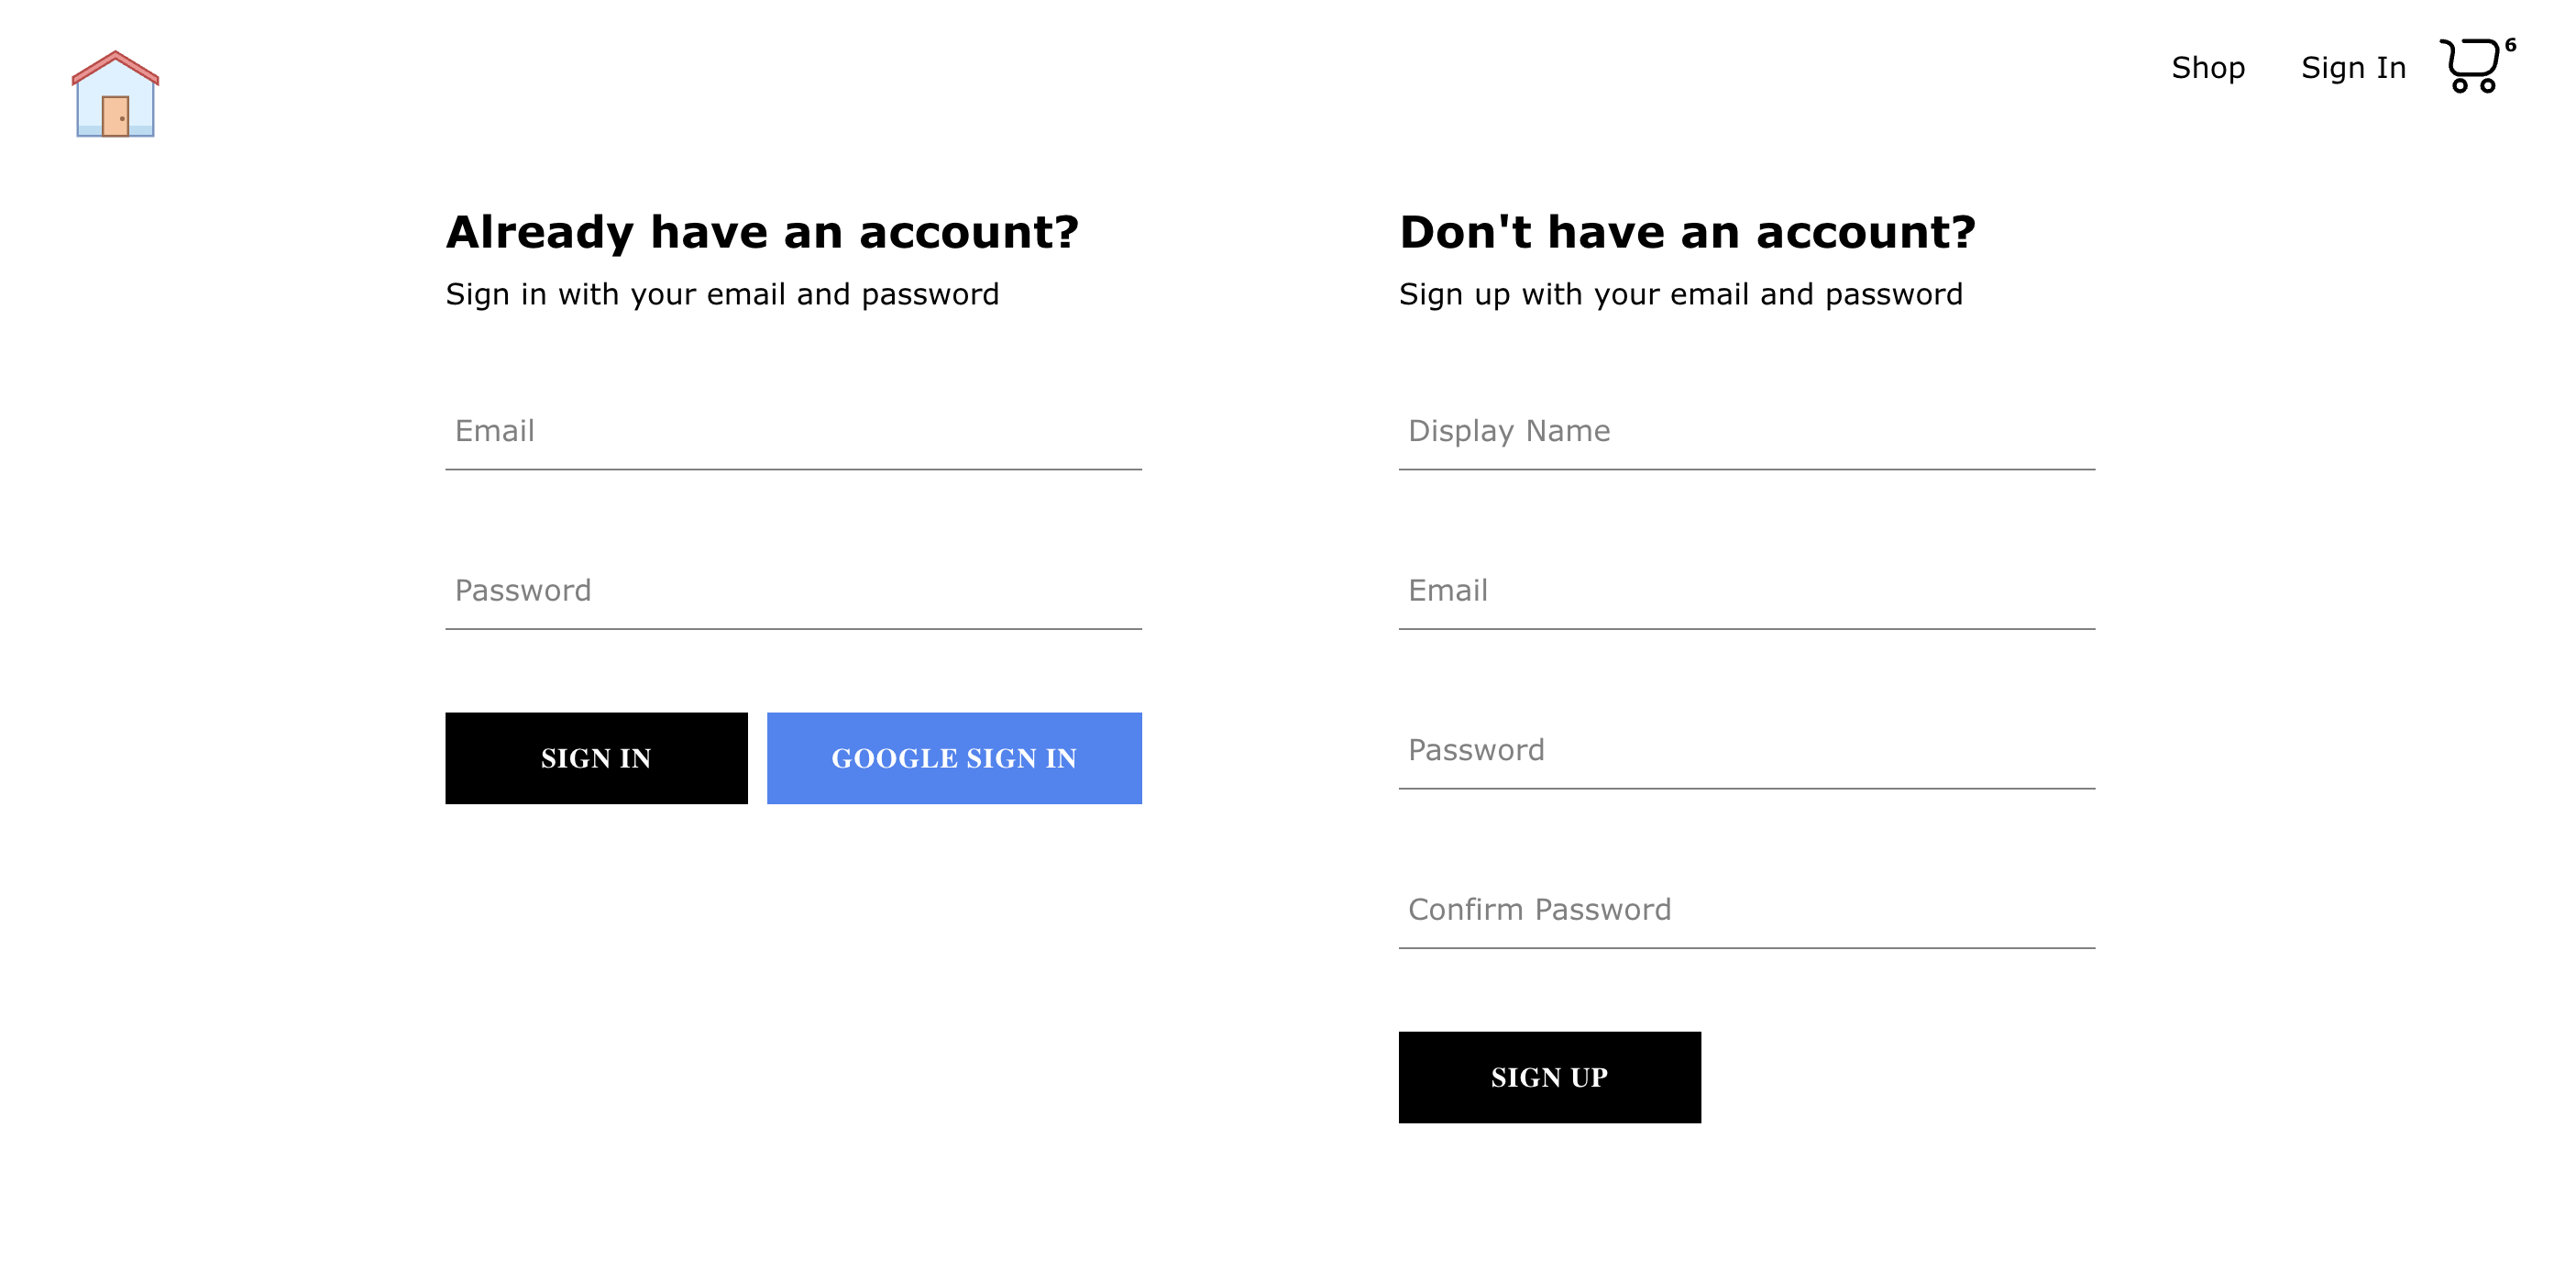 Shop
Sign In
6
Already have an account?
Sign in with your email and password
Email
Password
SIGN IN
GOOGLE SIGN IN
Don't have an account?
Sign up with your email and password
Display Name
Email
Password
Confirm Password
SIGN UP